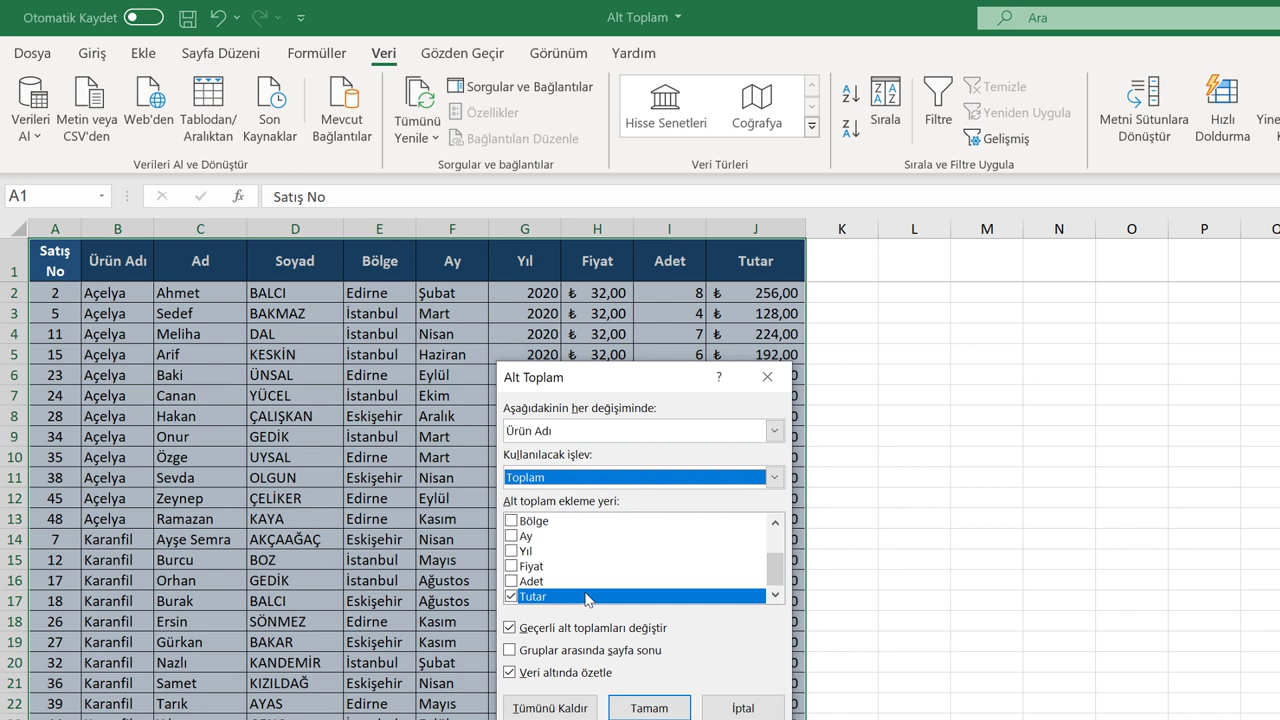 Otomatik Kaydet
Alt Toplam
Ara
Dosya Giriş Ekle Sayfa Düzeni Formüller Veri Gözden Geçir Görünüm Yardım
Verileri Al
Metin veya CSV'den
Web'den
Tablodan/ Aralıktan
Son Kaynaklar
Mevcut Bağlantılar
Tümünü Yenile
Sorgular ve Bağlantılar
Özellikler
Bağlantıları Düzenle
Hisse Senetleri
Coğrafya
Sırala
Filtre
Temizle
Yeniden Uygula
Gelişmiş
Metni Sütunlara Dönüştür
Hızlı Doldurma
Verileri Al ve Dönüştür
Sorgular ve bağlantılar
Veri Türleri
Sırala ve Filtre Uygula
A1 fx Satış No
A B C D E F G H I J K L M N O P
1 Satış No Ürün Adı Ad Soyad Bölge Ay Yıl Fiyat Adet Tutar
2 2 Açelya Ahmet BALCI Edirne Şubat 2020 ₺ 32,00 8 ₺ 256,00
3 5 Açelya Sedef BAKMAZ İstanbul Mart 2020 ₺ 32,00 4 ₺ 128,00
4 11 Açelya Meliha DAL İstanbul Nisan 2020 ₺ 32,00 7 ₺ 224,00
5 15 Açelya Arif KESKİN İstanbul Haziran 2020 ₺ 32,00 6 ₺ 192,00
6 23 Açelya Baki ÜNSAL Edirne Eylül
7 24 Açelya Canan YÜCEL İstanbul Ekim
8 28 Açelya Hakan ÇALIŞKAN Eskişehir Aralık
9 34 Açelya Onur GEDİK İstanbul Mart
10 35 Açelya Özge UYSAL Edirne Mart
11 38 Açelya Sevda OLGUN Eskişehir Nisan
12 45 Açelya Zeynep ÇELİKER Edirne Eylül
13 48 Açelya Ramazan KAYA Edirne Kasım
14 7 Karanfil Ayşe Semra AKÇAAĞAÇ Eskişehir Nisan
15 12 Karanfil Burcu BOZ İstanbul Mayıs
16 17 Karanfil Orhan GEDİK İstanbul Ağustos
17 18 Karanfil Burak BALCI Eskişehir Ağustos
18 26 Karanfil Ersin SÖNMEZ Edirne Kasım
19 27 Karanfil Gürkan BAKAR Eskişehir Kasım
20 32 Karanfil Nazlı KANDEMİR İstanbul Şubat
21 36 Karanfil Samet KIZILDAĞ Eskişehir Nisan
22 39 Karanfil Tarık AYAS Edirne Mayıs
Alt Toplam ?
Aşağıdakinin her değişiminde:
Ürün Adı
Kullanılacak işlev:
Toplam
Alt toplam ekleme yeri:
Bölge
Ay
Yıl
Fiyat
Adet
Tutar
Geçerli alt toplamları değiştir
Gruplar arasında sayfa sonu
Veri altında özetle
Tümünü Kaldır Tamam İptal